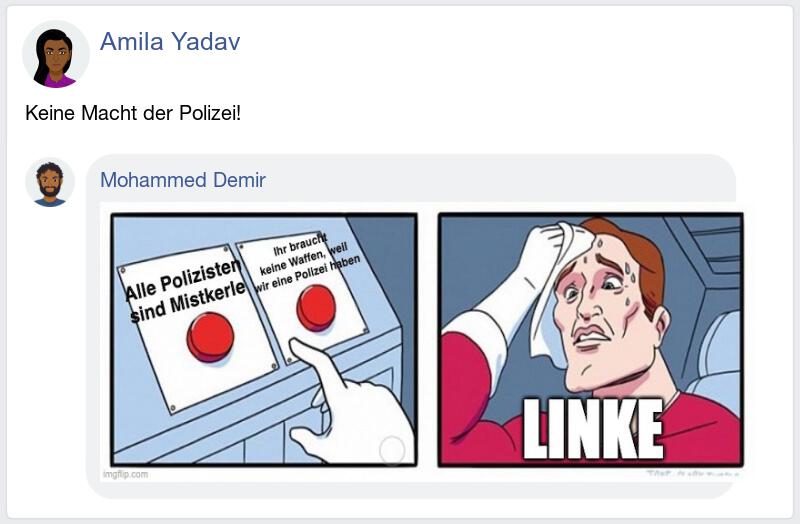 Amila Yadav
Keine Macht der Polizei!
Mohammed Demir
Alle Polizisten
sind Mistkerle
Ihr braucht
keine Waffen, weil
wir eine Polizei haben
LINKE
imgflip.com